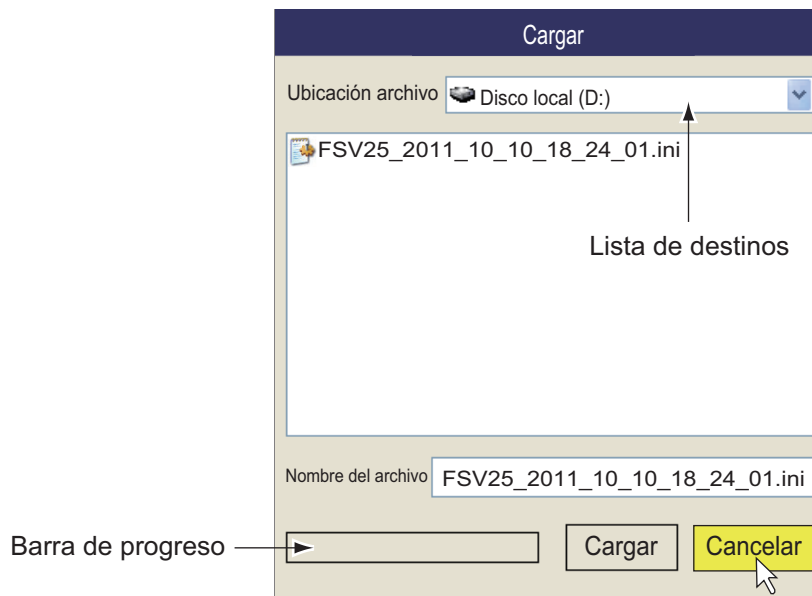 Cargar
Ubicación archivo Disco local (D:)
FSV25_2011_10_10_18_24_01.ini
Lista de destinos
Nombre del archivo FSV25_2011_10_10_18_24_01.ini
Barra de progreso Cargar Cancelar